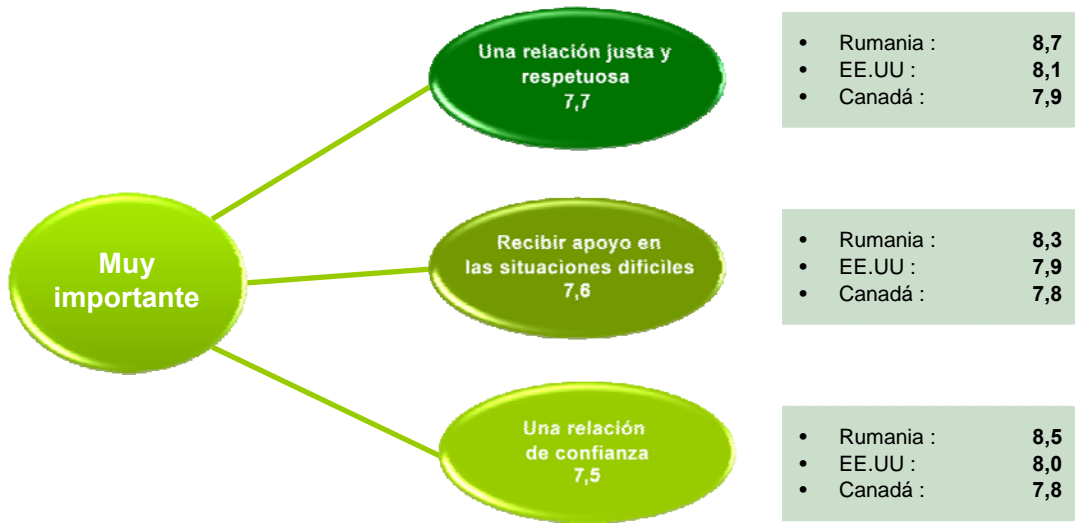 Muy
importante
Una relación justa y
respetuosa
7,7
• Rumania : 8,7
• EE.UU : 8,1
• Canadá : 7,9
Recibir apoyo en
las situaciones difíciles
7,6
• Rumania : 8,3
• EE.UU : 7,9
• Canadá : 7,8
Una relación
de confianza
7,5
• Rumania : 8,5
• EE.UU : 8,0
• Canadá : 7,8